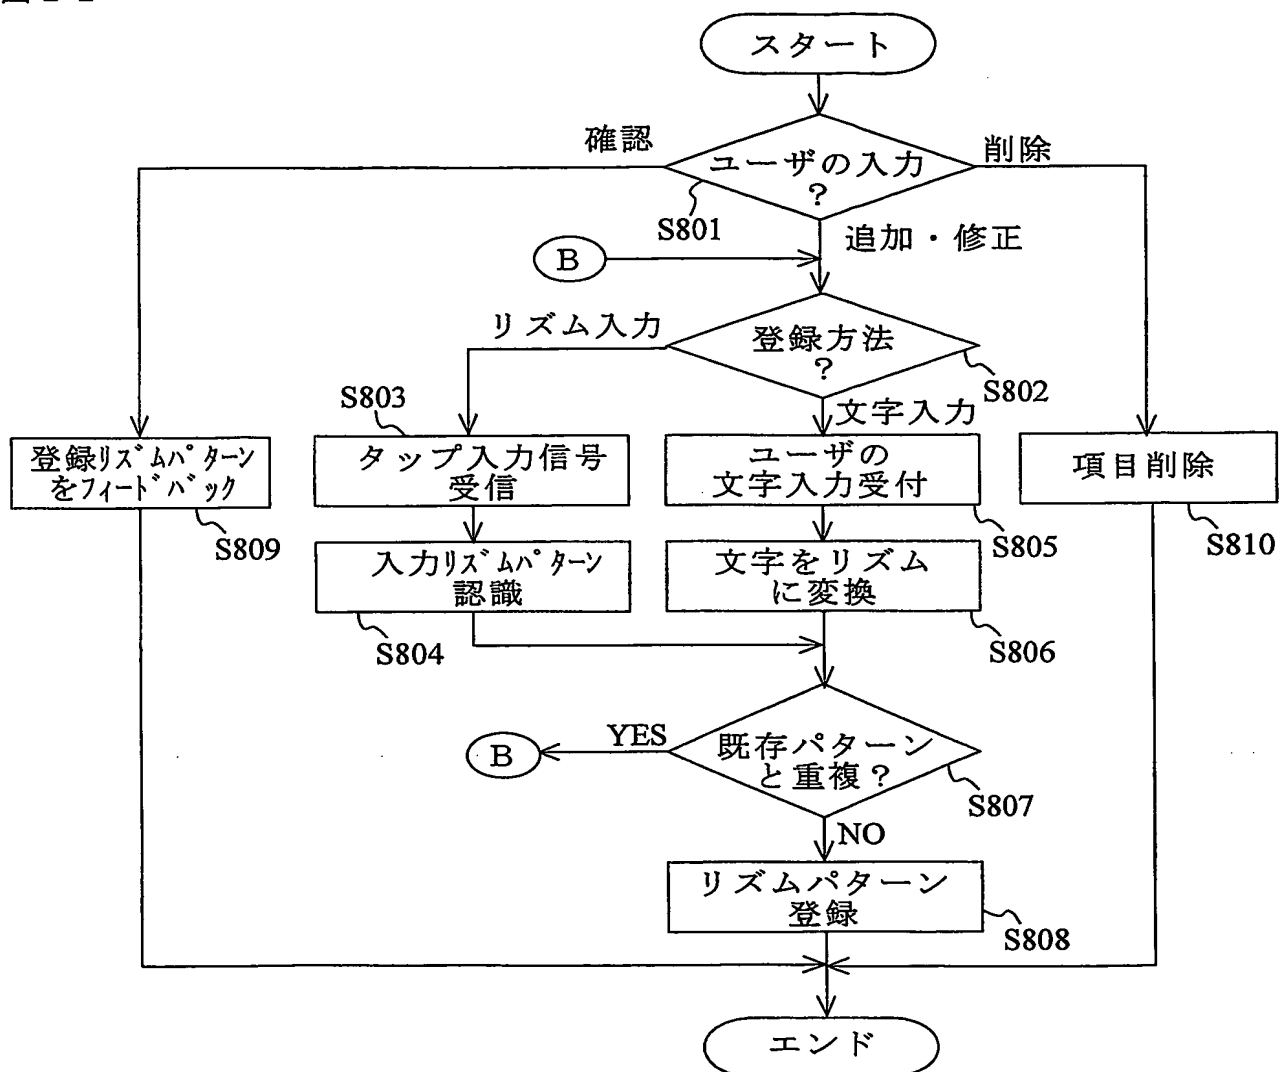 スタート
確認
ユーザの入力
?
削除
S801
追加・修正
B
リズム入力
登録方法
?
S802
S803
文字入力
登録リズムパターン
をフィードバック
S809
タップ入力信号
受信
ユーザの
文字入力受付
S805
項目削除
S810
入力リズムパターン
認識
S804
文字をリズム
に変換
S806
B
YES
既存パターン
と重複?
S807
NO
リズムパターン
登録
S808
エンド